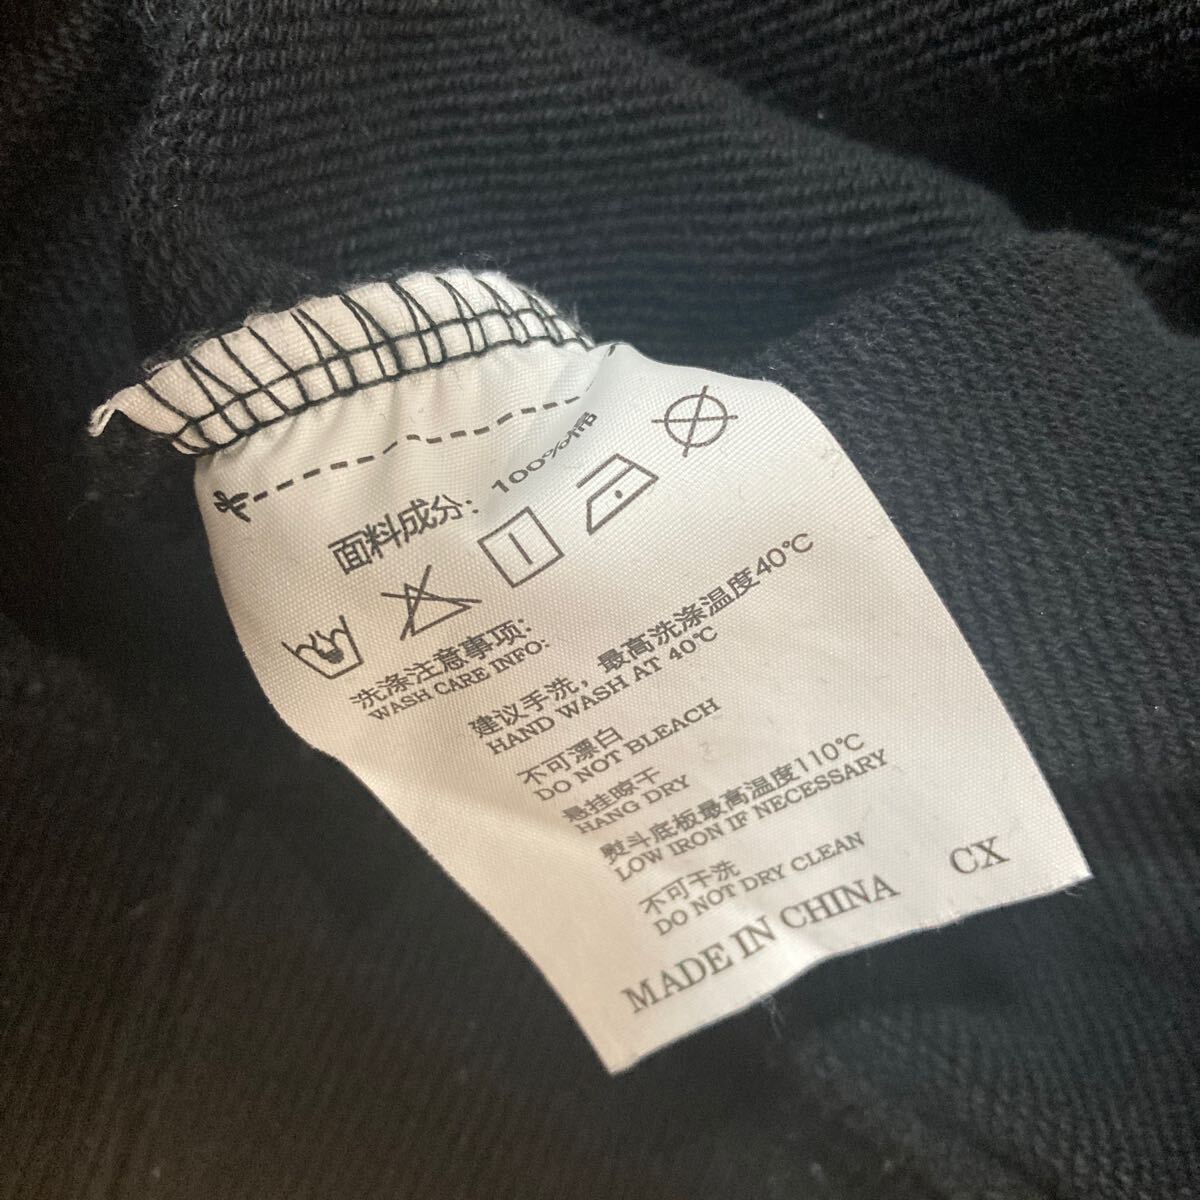 面料成分：100%棉
洗涤注意事项:
WASH CARE INFO:
建议手洗，最高洗涤温度40℃
HAND WASH AT 40℃
不可漂白
DO NOT BLEACH
悬挂晾干
HANG DRY
熨斗底板最高温度110℃
LOW IRON IF NECESSARY
不可干洗
DO NOT DRY CLEAN
MADE IN CHINA CX